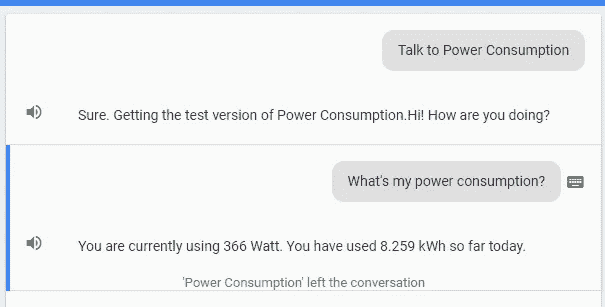 Talk to Power Consumption
Sure. Getting the test version of Power Consumption.Hi! How are you doing?
What's my power consumption?
You are currently using 366 Watt. You have used 8.259 kWh so far today.
'Power Consumption' left the conversation